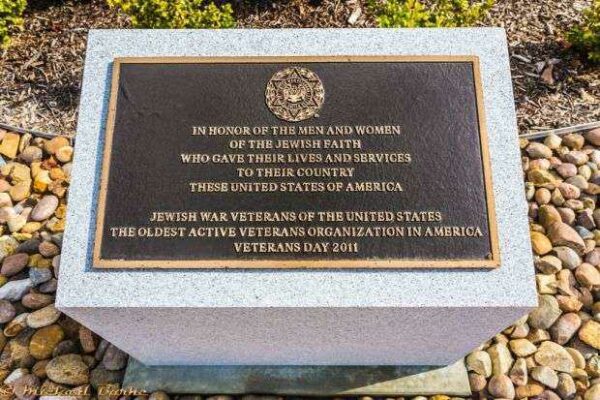 IN HONOR OF THE MEN AND WOMEN
OF THE JEWISH FAITH
WHO GAVE THEIR LIVES AND SERVICES
TO THEIR COUNTRY
THESE UNITED STATES OF AMERICA
JEWISH WAR VETERANS OF THE UNITED STATES
THE OLDEST ACTIVE VETERANS ORGANIZATION IN AMERICA
VETERANS DAY 2011